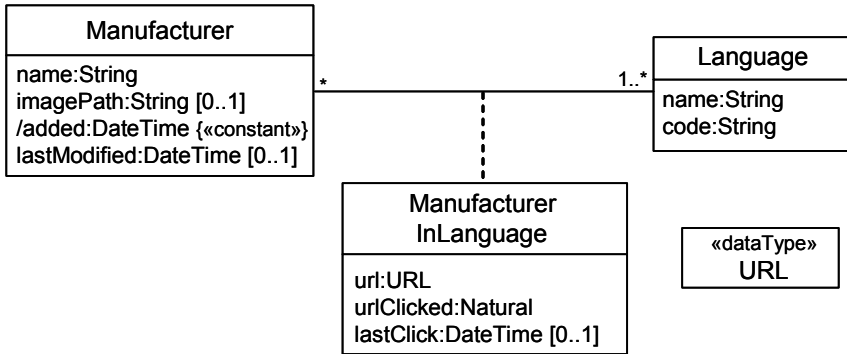 Manufacturer
name:String
imagePath:String [0..1]
/added:DateTime {«constant»}
lastModified:DateTime [0..1]
*
1..*
Language
name:String
code:String
Manufacturer
InLanguage
url:URL
urlClicked:Natural
lastClick:DateTime [0..1]
«dataType»
URL